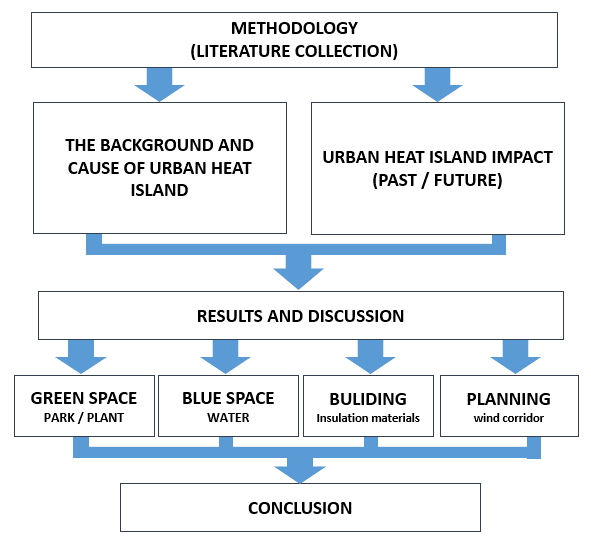 METHODOLOGY
(LITERATURE COLLECTION)
THE BACKGROUND AND
CAUSE OF URBAN HEAT
ISLAND
URBAN HEAT ISLAND IMPACT
(PAST / FUTURE)
RESULTS AND DISCUSSION
GREEN SPACE
PARK / PLANT
BLUE SPACE
WATER
BULIDING
Insulation materials
PLANNING
wind corridor
CONCLUSION